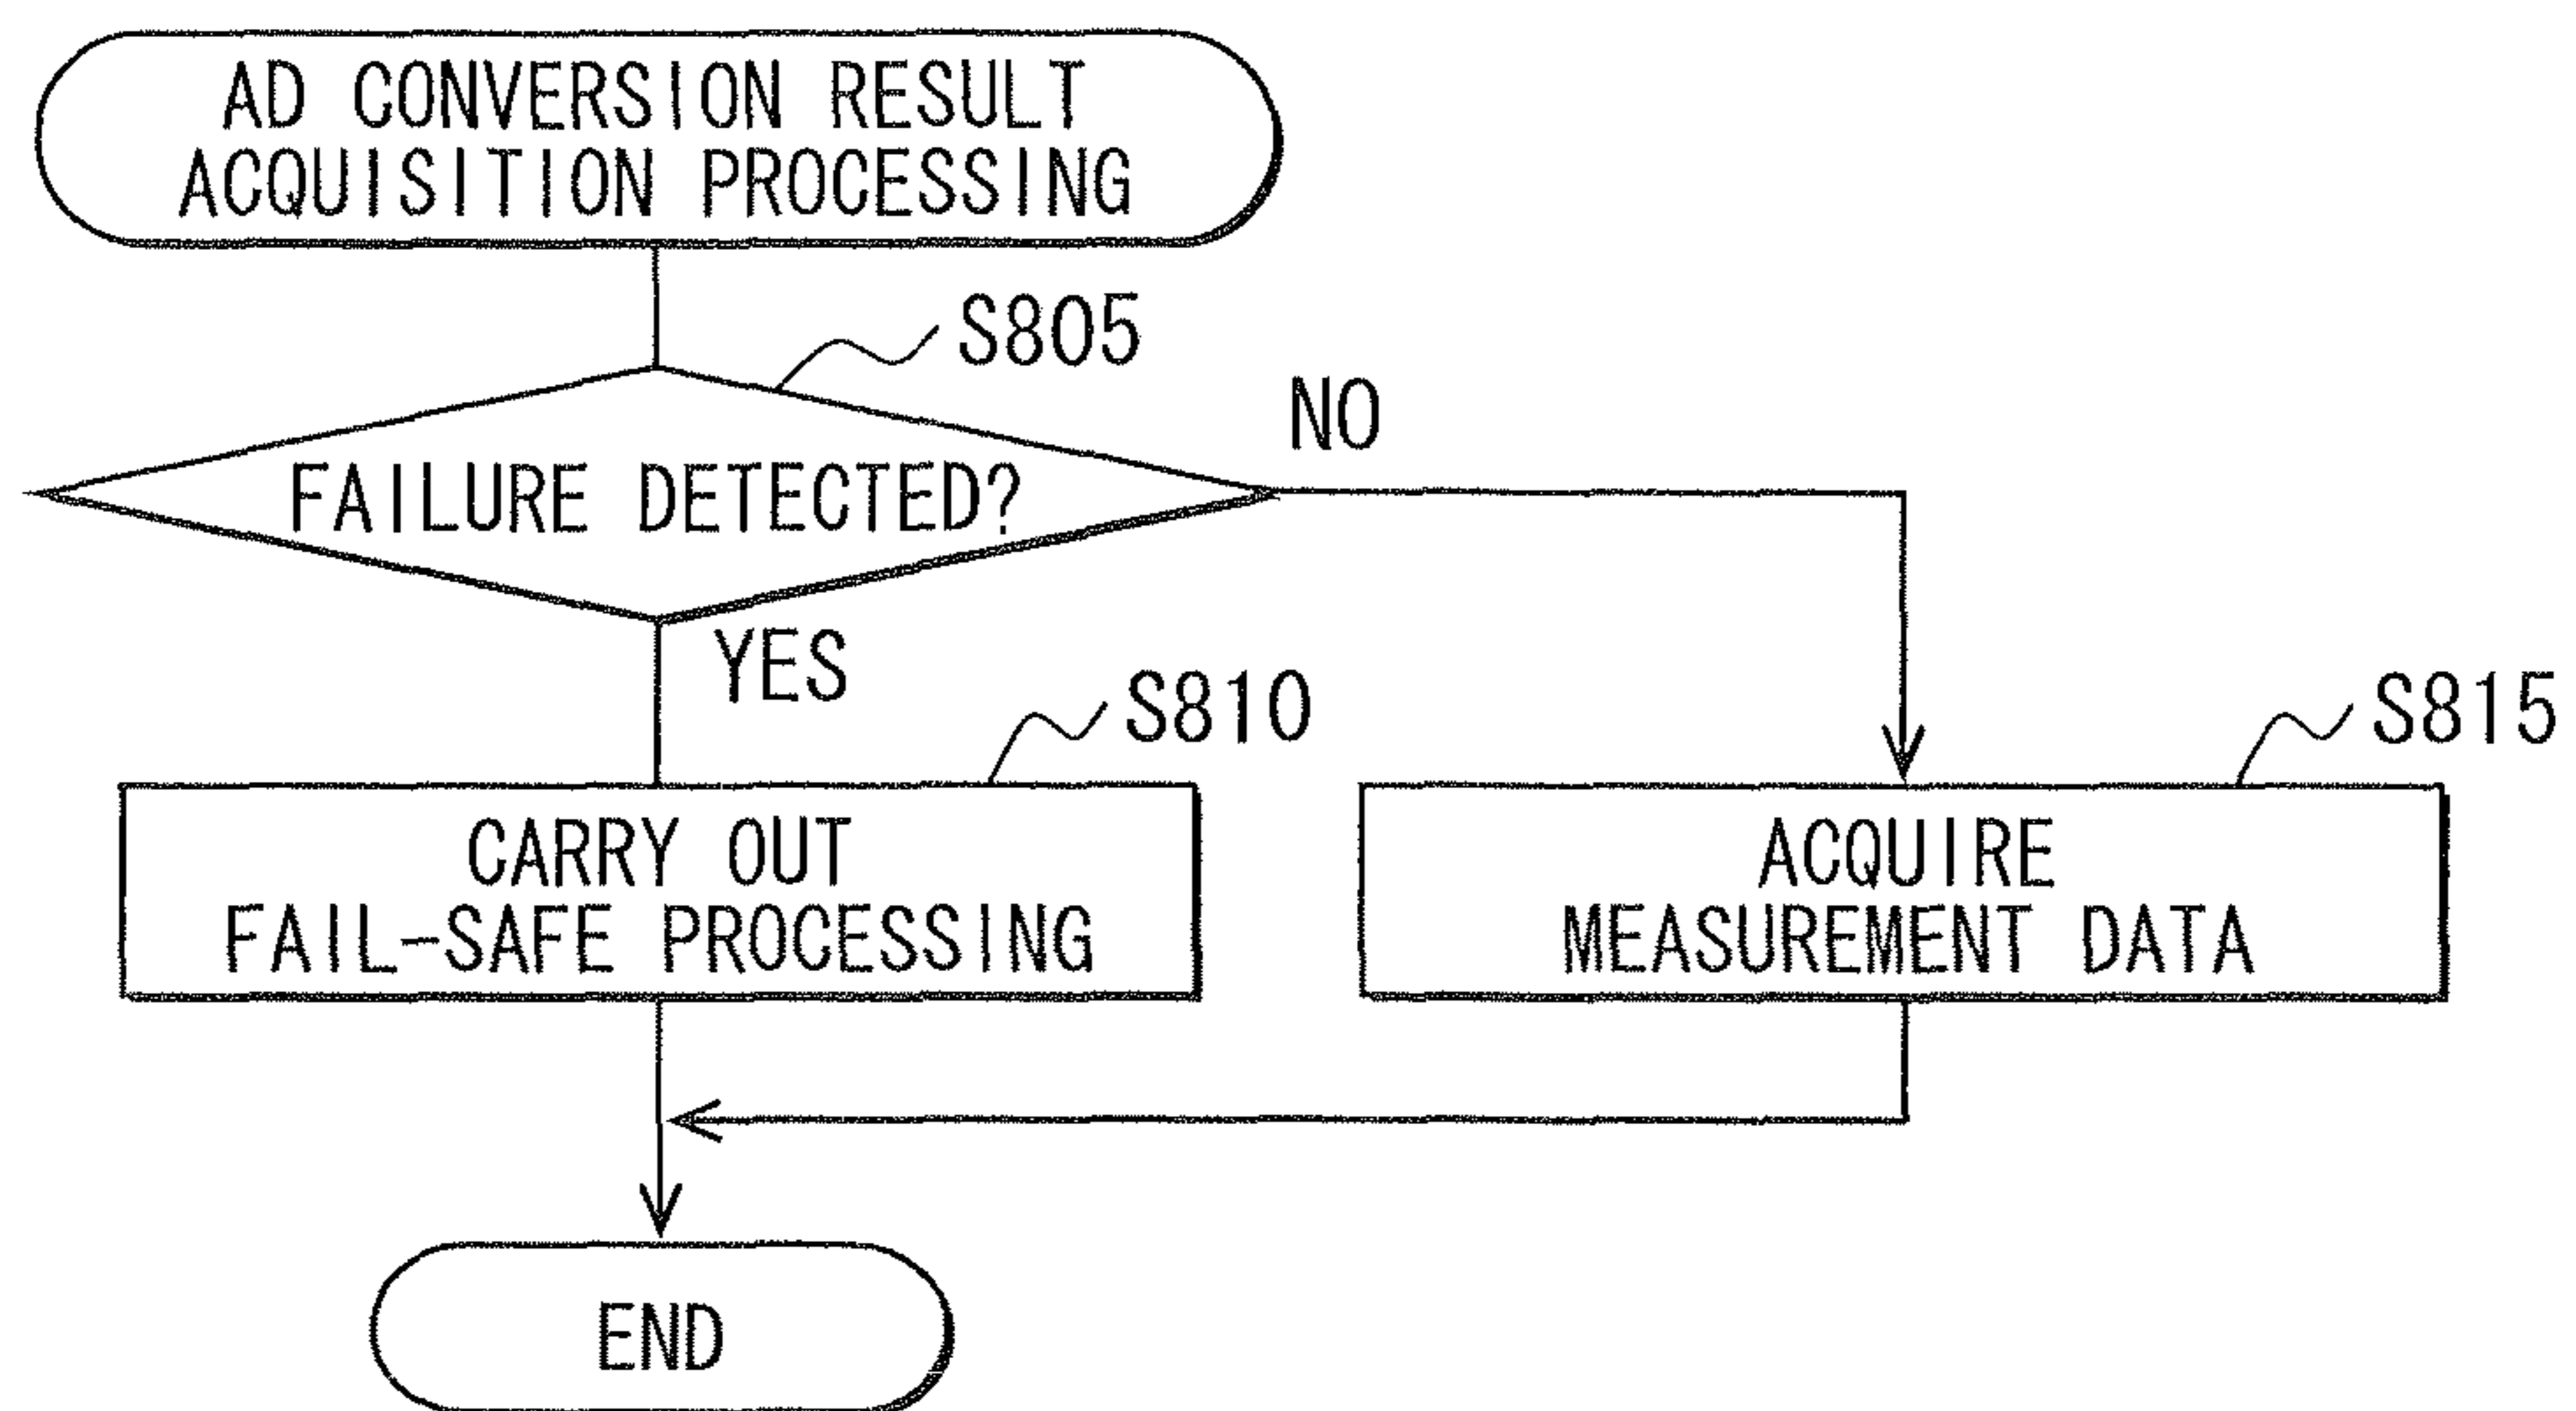 AD CONVERSION RESULT
ACQUISITION PROCESSING
S805
FAILURE DETECTED?
NO
YES
S810
CARRY OUT
FAIL-SAFE PROCESSING
S815
ACQUIRE
MEASUREMENT DATA
END